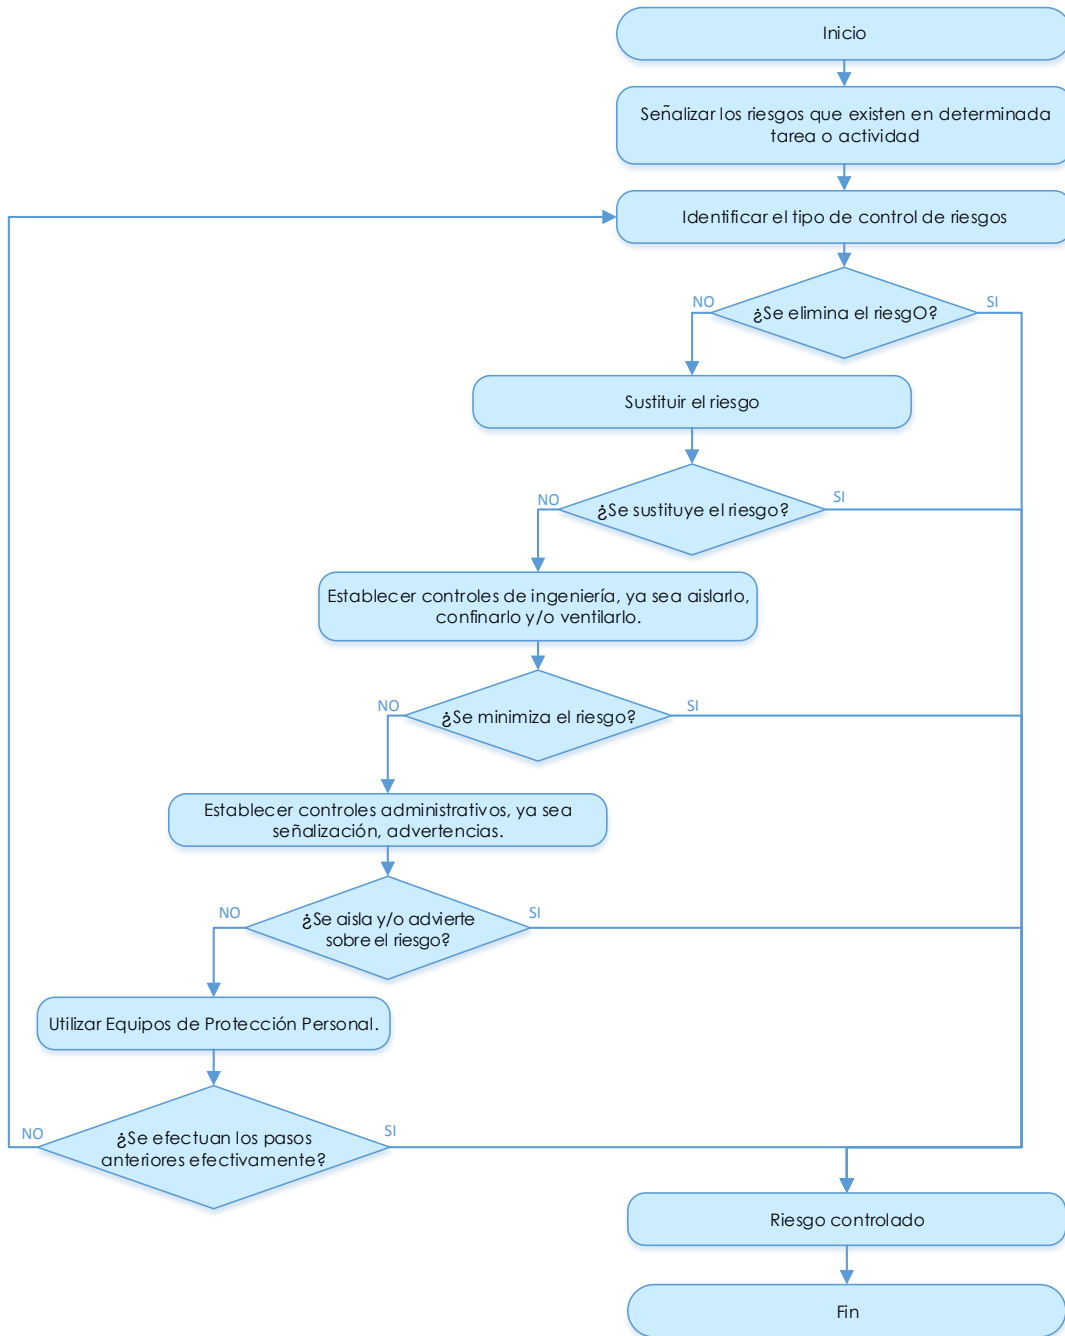 Inicio
Señalizar los riesgos que existen en determinada
tarea o actividad
Identificar el tipo de control de riesgos
NO
¿Se elimina el riesgO?
SI
Sustituir el riesgo
NO
¿Se sustituye el riesgo?
SI
Establecer controles de ingeniería, ya sea aislarlo,
confinarlo y/o ventilarlo.
NO
¿Se minimiza el riesgo?
SI
Establecer controles administrativos, ya sea
señalización, advertencias.
NO
¿Se aisla y/o advierte
sobre el riesgo?
SI
Utilizar Equipos de Protección Personal.
NO
¿Se efectuan los pasos
anteriores efectivamente?
SI
Riesgo controlado
Fin